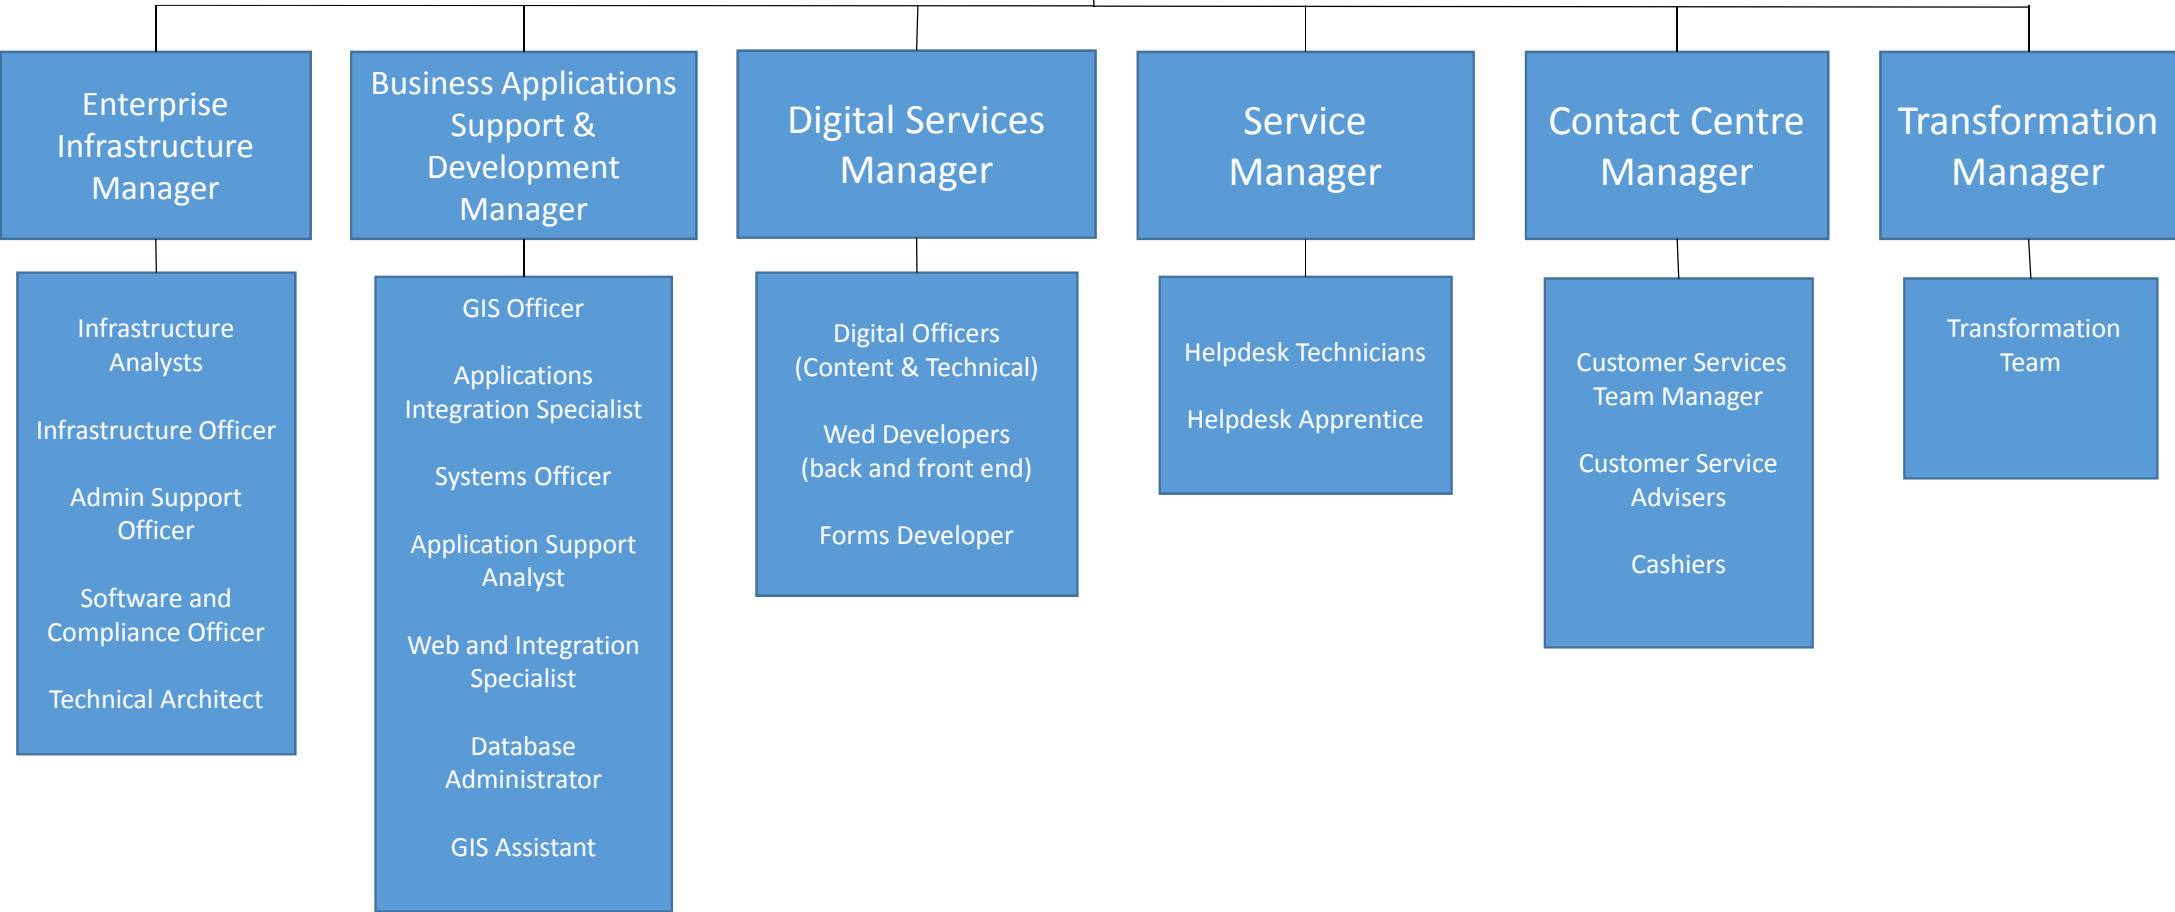 Enterprise
Infrastructure
Manager
Business Applications
Support &
Development
Manager
Digital Services
Manager
Service
Manager
Contact Centre
Manager
Transformation
Manager
Infrastructure
Analysts
Infrastructure Officer
Admin Support
Officer
Software and
Compliance Officer
Technical Architect
GIS Officer
Applications
Integration Specialist
Systems Officer
Application Support
Analyst
Web and Integration
Specialist
Database
Administrator
GIS Assistant
Digital Officers
(Content & Technical)
Wed Developers
(back and front end)
Forms Developer
Helpdesk Technicians
Helpdesk Apprentice
Customer Services
Team Manager
Customer Service
Advisers
Cashiers
Transformation
Team